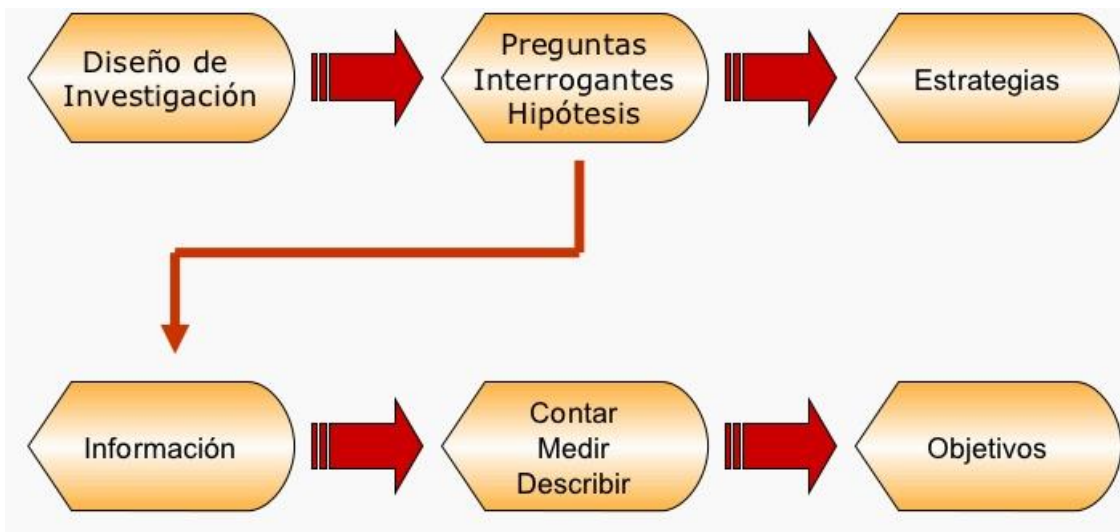 Diseño de
Investigación
Preguntas
Interrogantes
Hipótesis
Estrategias
Información
Contar
Medir
Describir
Objetivos